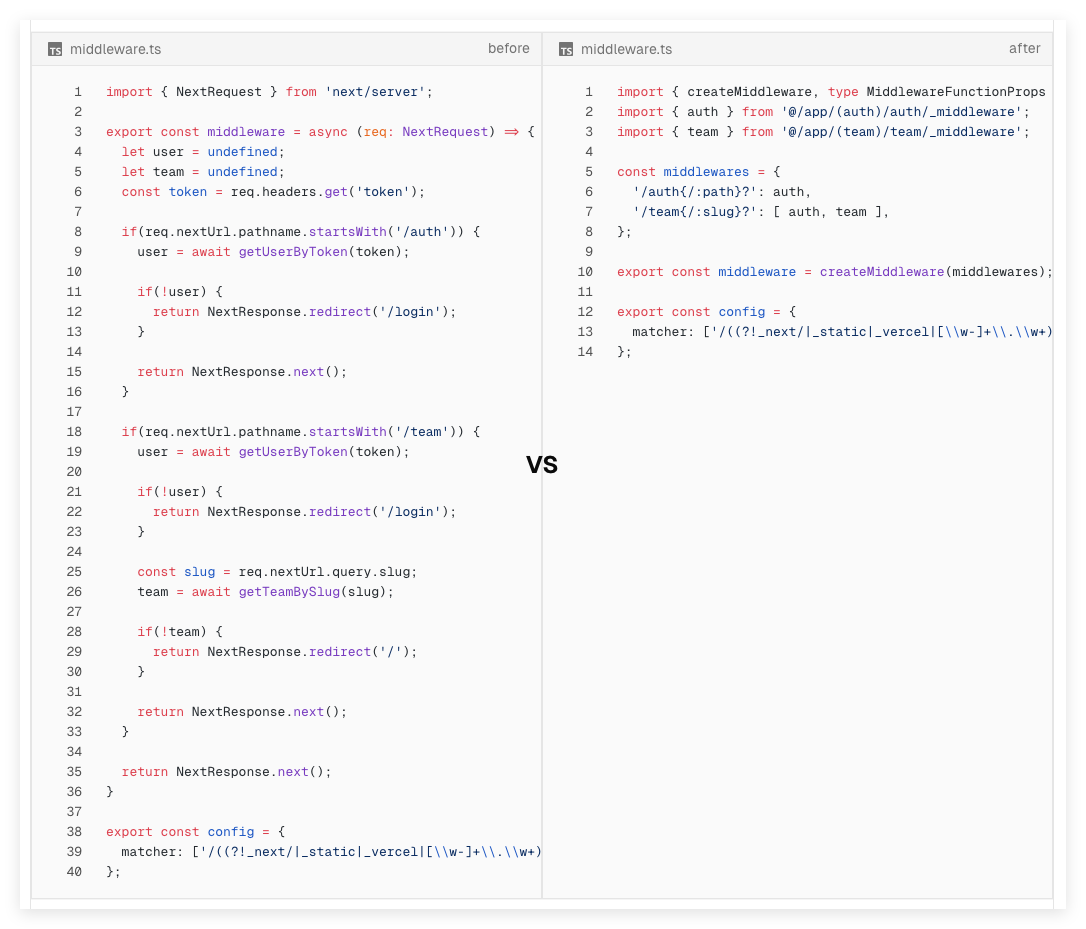 TS middleware.ts before
1 import { NextRequest } from 'next/server';
2
3 export const middleware = async (req: NextRequest) => {
4 let user = undefined;
5 let team = undefined;
6 const token = req.headers.get('token');
7
8 if(req.nextUrl.pathname.startsWith('/auth')) {
9 user = await getUserByToken(token);
10
11 if(!user) {
12 return NextResponse.redirect('/login');
13 }
14
15 return NextResponse.next();
16 }
17
18 if(req.nextUrl.pathname.startsWith('/team')) {
19 user = await getUserByToken(token);
20
21 if(!user) {
22 return NextResponse.redirect('/login');
23 }
24
25 const slug = req.nextUrl.query.slug;
26 team = await getTeamBySlug(slug);
27
28 if(!team) {
29 return NextResponse.redirect('/');
30 }
31
32 return NextResponse.next();
33 }
34
35 return NextResponse.next();
36 }
37
38 export const config = {
39 matcher: ['/((?!_next/|_static|_vercel|[\\w-]+\\.\\w+)
40 };
VS
TS middleware.ts after
1 import { createMiddleware, type MiddlewareFunctionProps
2 import { auth } from '@/app/(auth)/auth/_middleware';
3 import { team } from '@/app/(team)/team/_middleware';
4
5 const middlewares = {
6 '/auth{/:path}?': auth,
7 '/team{/:slug}?': [ auth, team ],
8 };
9
10 export const middleware = createMiddleware(middlewares);
11
12 export const config = {
13 matcher: ['/((?!_next/|_static|_vercel|[\\w-]+\\.\\w+)
14 };